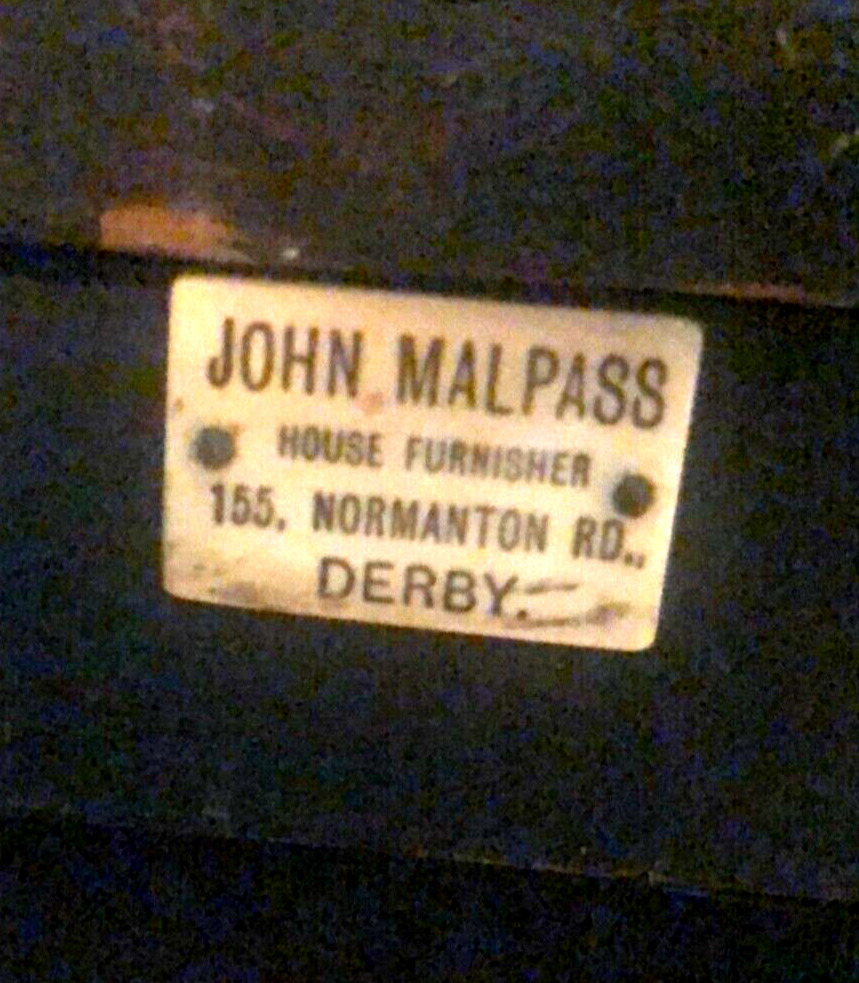 JOHN MALPASS
HOUSE FURNISHER
155, NORMANTON RD.,
DERBY.